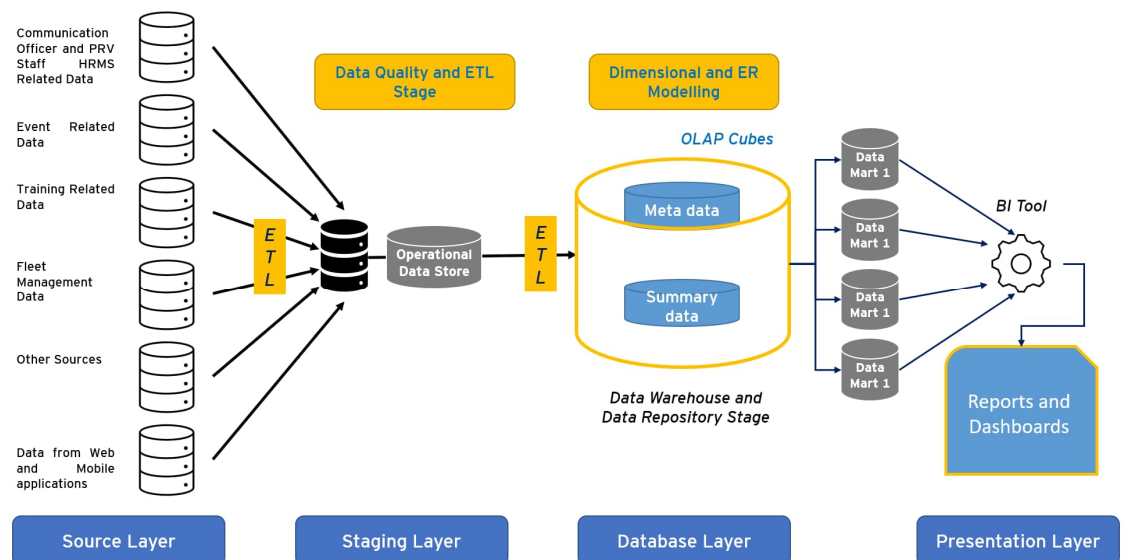 Communication
Officer and PRV
Staff HRMS
Related Data
Event Related
Data
Training Related
Data
Fleet
Management
Data
Other Sources
Data from Web
and Mobile
applications
E
T
L
Data Quality and ETL
Stage
Operational
Data Store
E
T
L
Dimensional and ER
Modelling
OLAP Cubes
Meta data
Summary
data
Data Warehouse and
Data Repository Stage
Data
Mart 1
Data
Mart 1
Data
Mart 1
Data
Mart 1
BI Tool
Reports and
Dashboards
Source Layer
Staging Layer
Database Layer
Presentation Layer